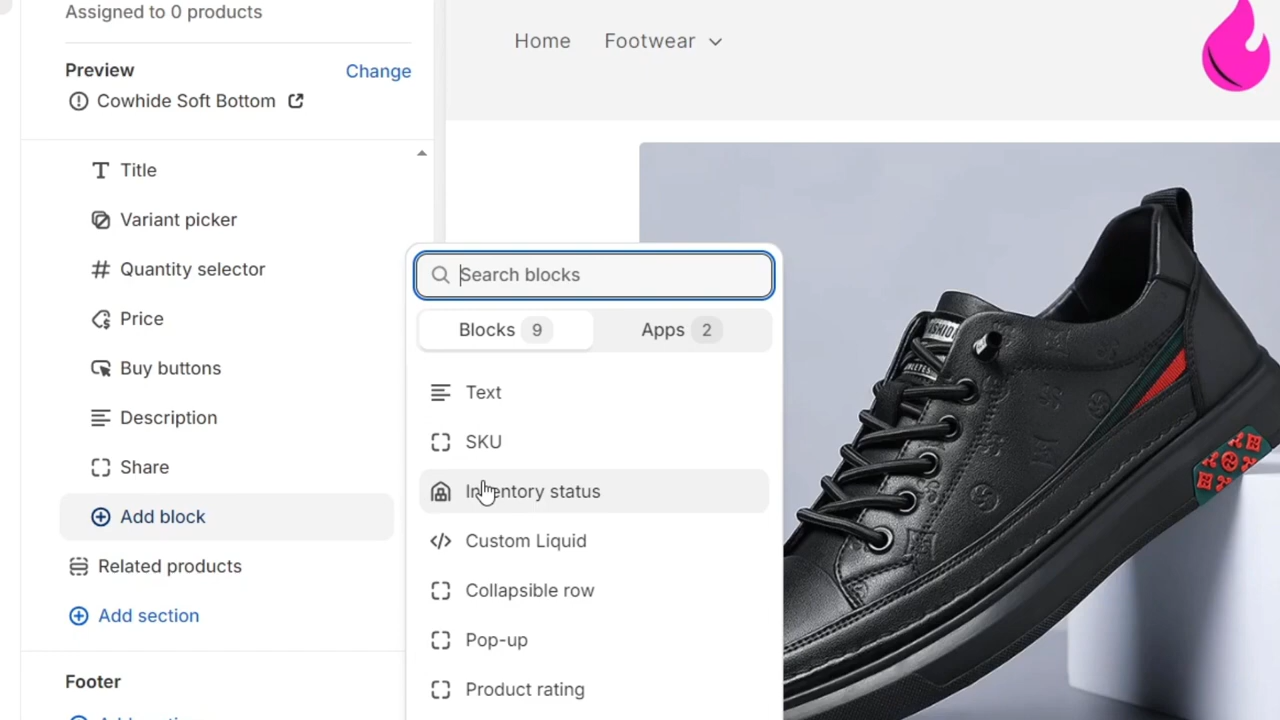 Assigned to 0 products
Preview
Change
Cowhide Soft Bottom
Title
Variant picker
Quantity selector
Price
Buy buttons
Description
Share
Add block
Related products
Add section
Footer
Search blocks
Blocks 9
Apps 2
Text
SKU
Inventory status
Custom Liquid
Collapsible row
Pop-up
Product rating
Home
Footwear